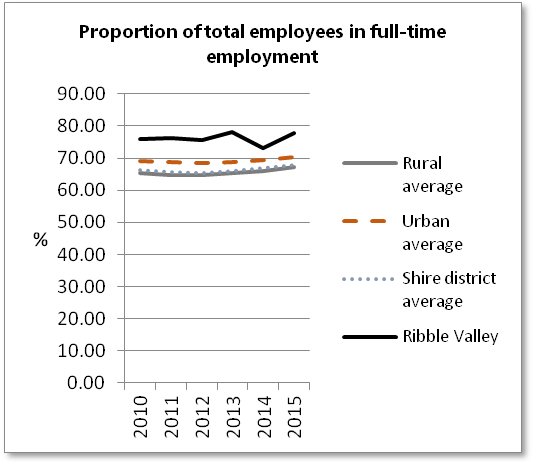 Proportion of total employees in full-time
employment
90.00
80.00
70.00
60.00
50.00
40.00
30.00
20.00
10.00
0.00
%
2010
2011
2012
2013
2014
2015
Rural
average
Urban
average
Shire district
average
Ribble Valley